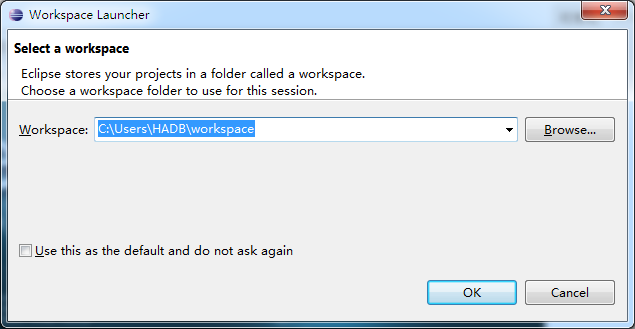 Workspace Launcher
Select a workspace
Eclipse stores your projects in a folder called a workspace.
Choose a workspace folder to use for this session.
Workspace: C:\Users\HADB\workspace Browse...
Use this as the default and do not ask again
OK Cancel